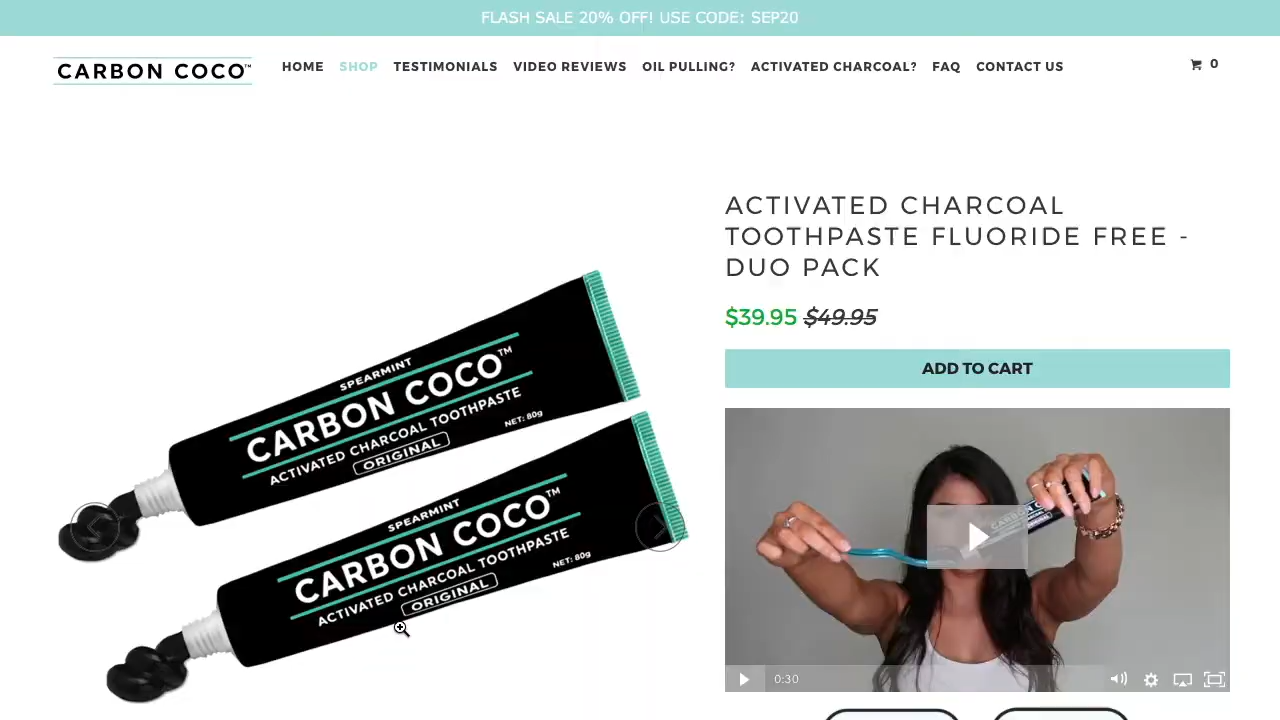 FLASH SALE 20% OFF! USE CODE: SEP20
CARBON COCO™
HOME SHOP TESTIMONIALS VIDEO REVIEWS OIL PULLING? ACTIVATED CHARCOAL? FAQ CONTACT US 0
ACTIVATED CHARCOAL
TOOTHPASTE FLUORIDE FREE -
DUO PACK
$39.95 $49.95
ADD TO CART
SPEARMINT
CARBON COCO™
ACTIVATED CHARCOAL TOOTHPASTE
ORIGINAL
NET: 80g
SPEARMINT
CARBON COCO™
ACTIVATED CHARCOAL TOOTHPASTE
ORIGINAL
NET: 80g
0:30